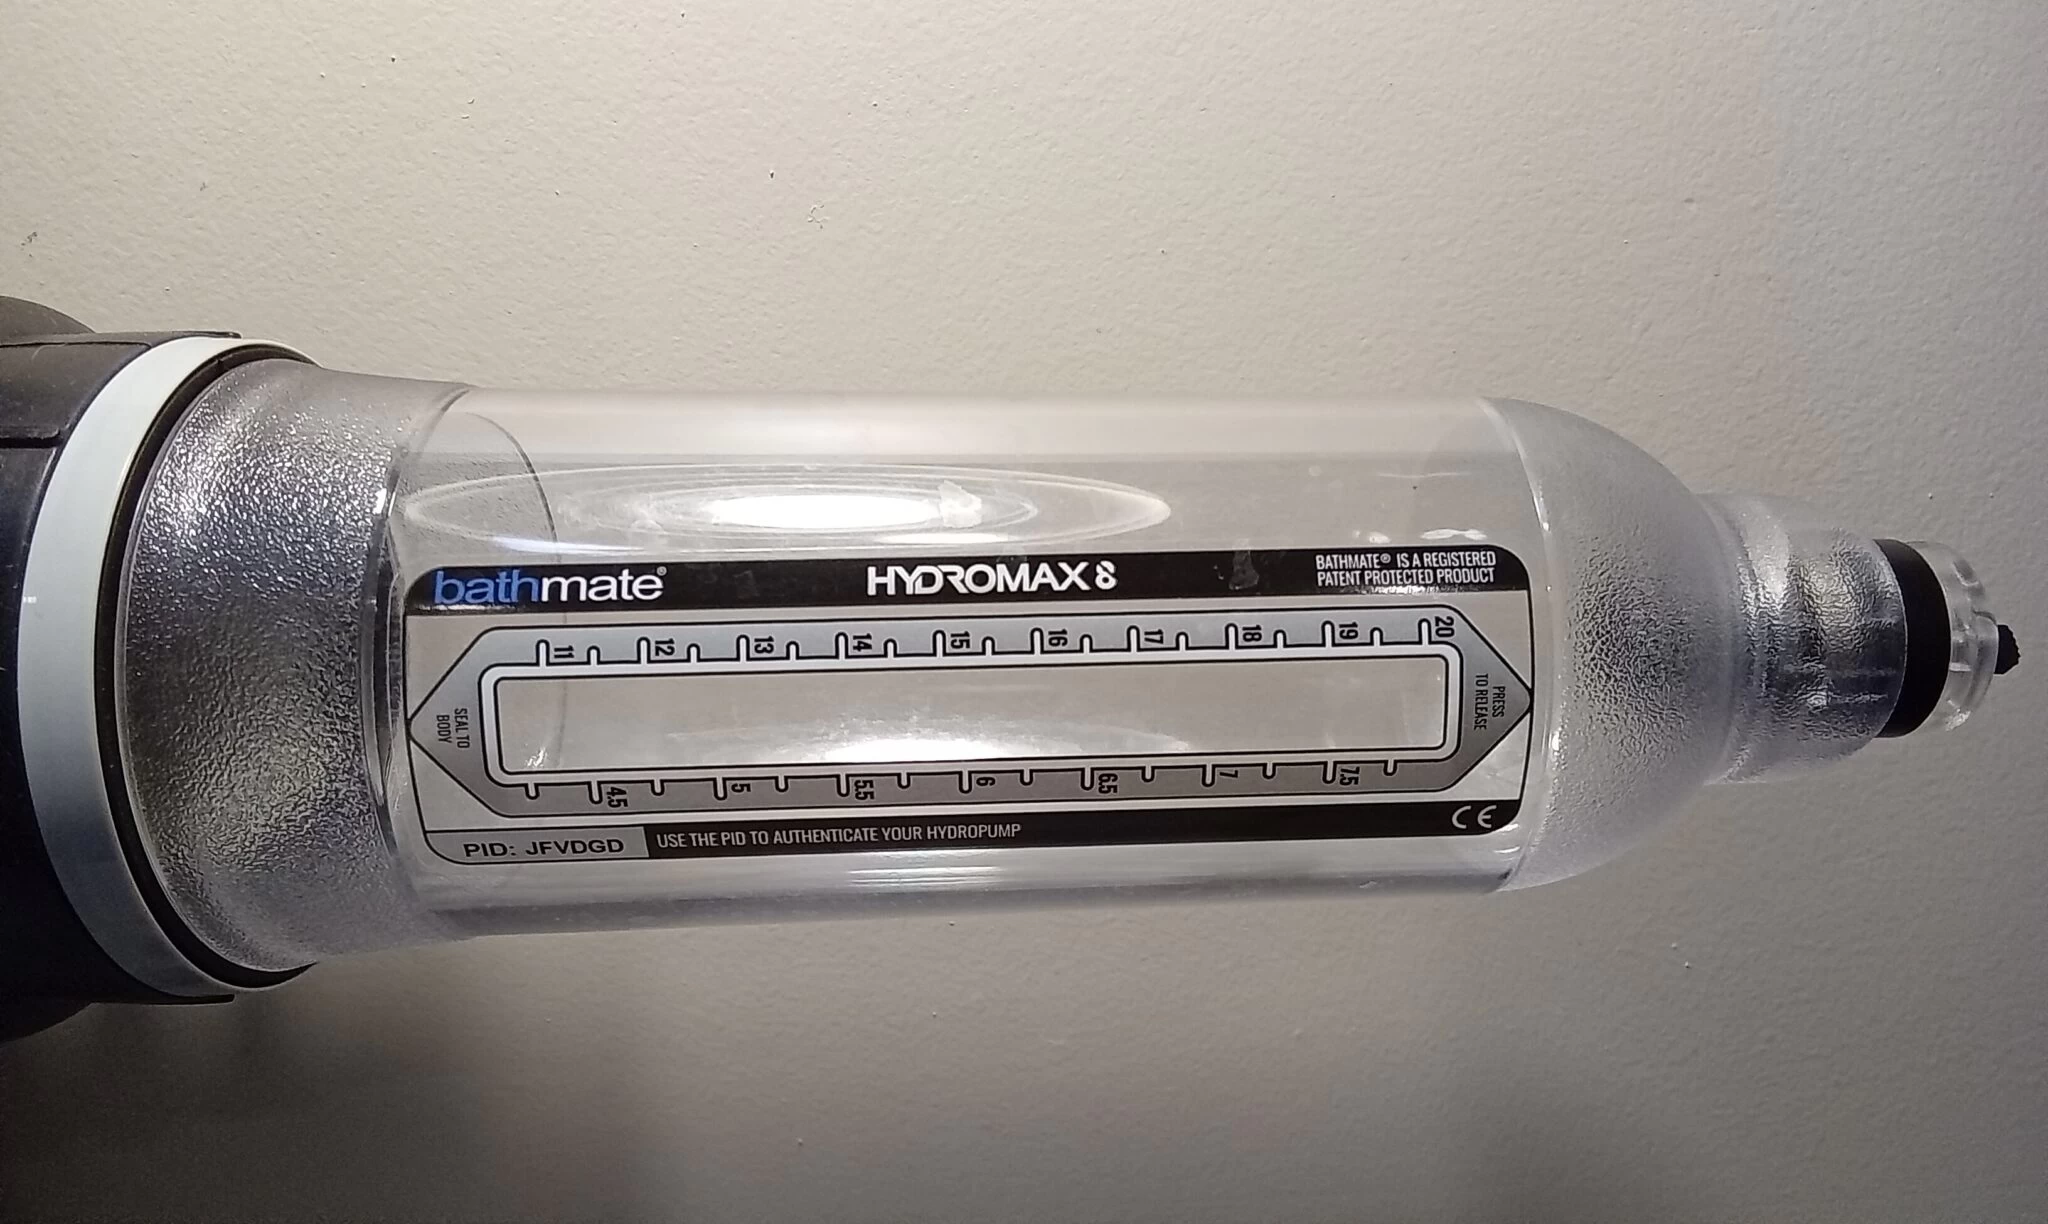 bathmate®
HYDROMAX 8
BATHMATE® IS A REGISTERED
PATENT PROTECTED PRODUCT
11 12 13 14 15 16 17 18 19 20
SEAL TO
BODY
PRESS
TO RELEASE
4.5 5 5.5 6 6.5 7 7.5
CE
PID: JFVDGD
USE THE PID TO AUTHENTICATE YOUR HYDROPUMP